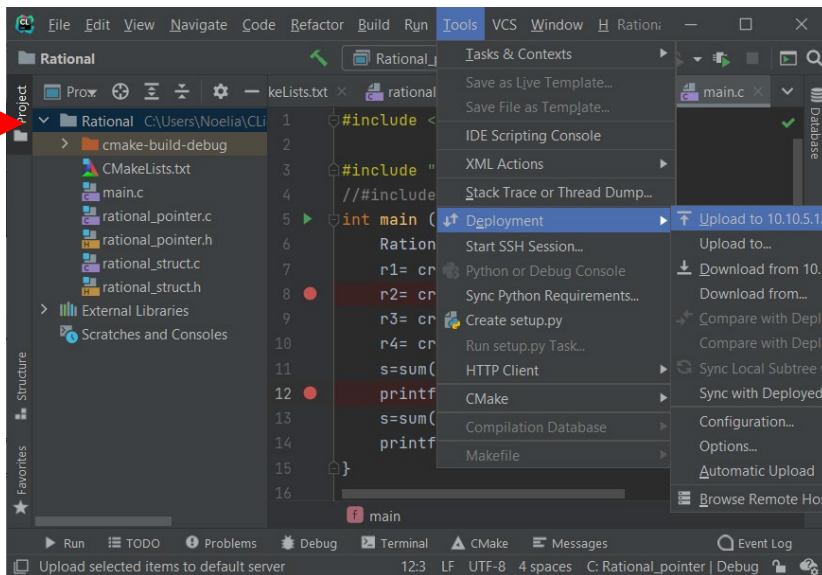 File Edit View Navigate Code Refactor Build Run Tools VCS Window H Ration
Rational
Rational_
Project
keLists.txt
rational
main.c
Rational C:\Users\Noelia\CLi
cmake-build-debug
CMakeLists.txt
main.c
rational_pointer.c
rational_pointer.h
rational_struct.c
rational_struct.h
External Libraries
Scratches and Consoles
Structure
Favorites
1 #include <
2
3 #include "
4 //#include
5 int main (
6 Ration
7 r1= cr
8 r2= cr
9 r3= cr
10 r4= cr
11 s=sum(
12 printf
13 s=sum(
14 printf
15 }
16
main
Tasks & Contexts
Save as Live Template...
Save File as Template...
IDE Scripting Console
XML Actions
Stack Trace or Thread Dump...
Deployment
Start SSH Session...
Python or Debug Console
Sync Python Requirements...
Create setup.py
Run setup.py Task...
HTTP Client
CMake
Compilation Database
Makefile
Upload to 10.10.5.1
Upload to...
Download from 10.
Download from...
Compare with Depl
Compare with Depl
Sync Local Subtree
Sync with Deployed
Configuration...
Options...
Automatic Upload
Browse Remote Hos
Database
Run TODO Problems Debug Terminal CMake Messages Event Log
Upload selected items to default server 12:3 LF UTF-8 4 spaces C: Rational_pointer | Debug